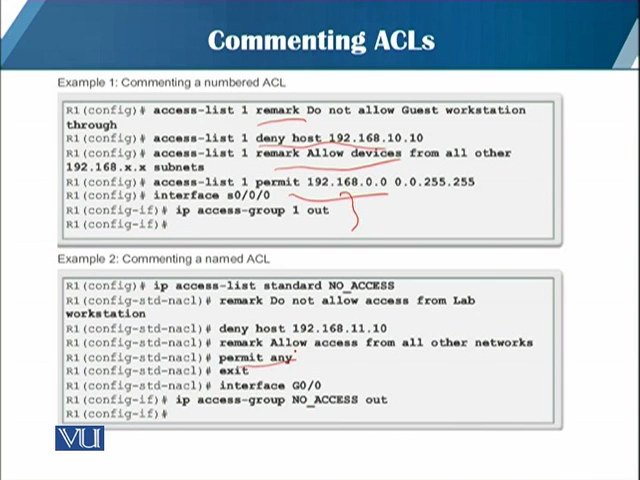 Commenting ACLs
Example 1: Commenting a numbered ACL
R1(config)# access-list 1 remark Do not allow Guest workstation
through
R1(config)# access-list 1 deny host 192.168.10.10
R1(config)# access-list 1 remark Allow devices from all other
192.168.x.x subnets
R1(config)# access-list 1 permit 192.168.0.0 0.0.255.255
R1(config)# interface s0/0/0
R1(config-if)# ip access-group 1 out
R1(config-if)#
Example 2: Commenting a named ACL
R1(config)# ip access-list standard NO_ACCESS
R1(config-std-nacl)# remark Do not allow access from Lab
workstation
R1(config-std-nacl)# deny host 192.168.11.10
R1(config-std-nacl)# remark Allow access from all other networks
R1(config-std-nacl)# permit any
R1(config-std-nacl)# exit
R1(config-std-nacl)# interface G0/0
R1(config-if)# ip access-group NO_ACCESS out
R1(config-if)#
VU